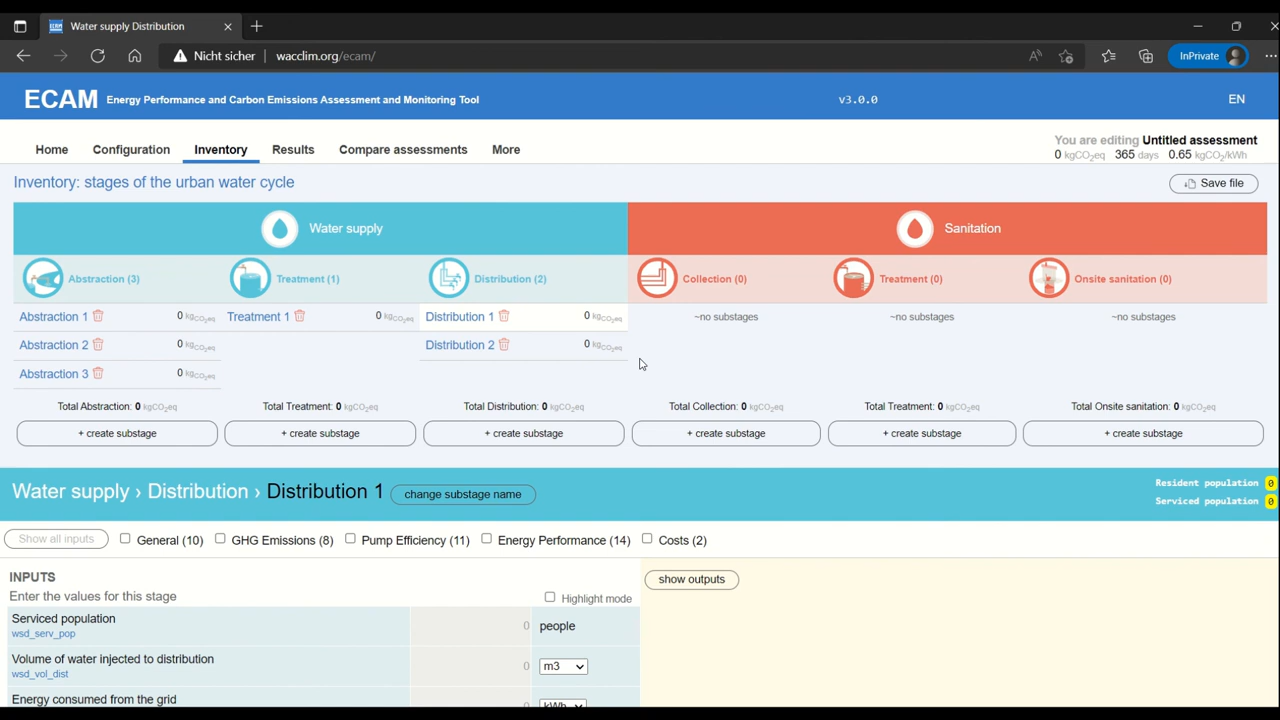 Water supply Distribution
Nicht sicher | wacclim.org/ecam/
InPrivate
ECAM Energy Performance and Carbon Emissions Assessment and Monitoring Tool v3.0.0 EN
Home Configuration Inventory Results Compare assessments More
You are editing Untitled assessment
0 kgCO2eq 365 days 0.65 kgCO2/kWh
Inventory: stages of the urban water cycle
Save file
Water supply Sanitation
Abstraction (3) Treatment (1) Distribution (2) Collection (0) Treatment (0) Onsite sanitation (0)
Abstraction 1 0 kgCO2eq Treatment 1 0 kgCO2eq Distribution 1 0 kgCO2eq ~no substages ~no substages ~no substages
Abstraction 2 0 kgCO2eq Distribution 2 0 kgCO2eq
Abstraction 3 0 kgCO2eq
Total Abstraction: 0 kgCO2eq Total Treatment: 0 kgCO2eq Total Distribution: 0 kgCO2eq Total Collection: 0 kgCO2eq Total Treatment: 0 kgCO2eq Total Onsite sanitation: 0 kgCO2eq
+ create substage + create substage + create substage + create substage + create substage + create substage
Water supply › Distribution › Distribution 1 change substage name
Resident population 0
Serviced population 0
Show all inputs General (10) GHG Emissions (8) Pump Efficiency (11) Energy Performance (14) Costs (2)
INPUTS
Enter the values for this stage
Highlight mode
show outputs
Serviced population
wsd_serv_pop
0 people
Volume of water injected to distribution
wsd_vol_dist
0 m3
Energy consumed from the grid
0 kWh